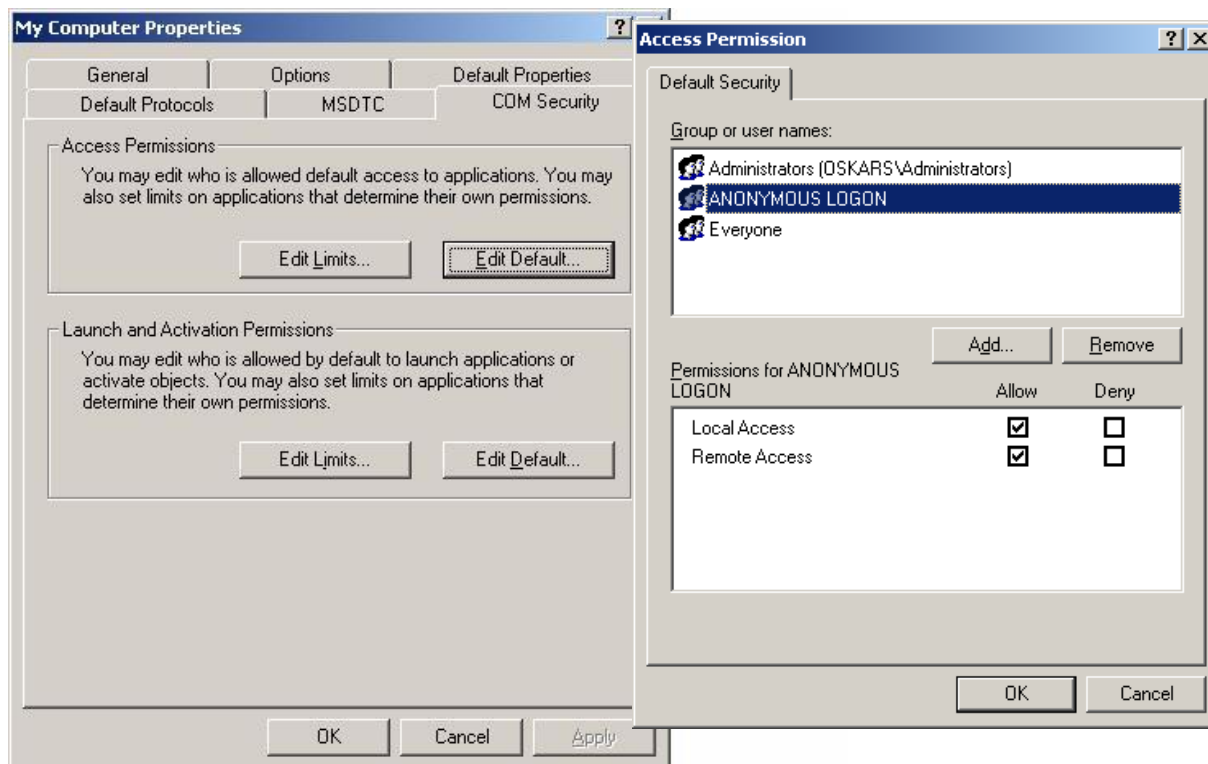 My Computer Properties
?
General
Options
Default Properties
Default Protocols
MSDTC
COM Security
Access Permissions
You may edit who is allowed default access to applications. You may
also set limits on applications that determine their own permissions.
Edit Limits...
Edit Default...
Launch and Activation Permissions
You may edit who is allowed by default to launch applications or
activate objects. You may also set limits on applications that
determine their own permissions.
Edit Limits...
Edit Default...
OK
Cancel
Apply
Access Permission
?
Default Security
Group or user names:
Administrators (OSKARS\Administrators)
ANONYMOUS LOGON
Everyone
Add...
Remove
Permissions for ANONYMOUS
LOGON
Allow
Deny
Local Access
Remote Access
OK
Cancel